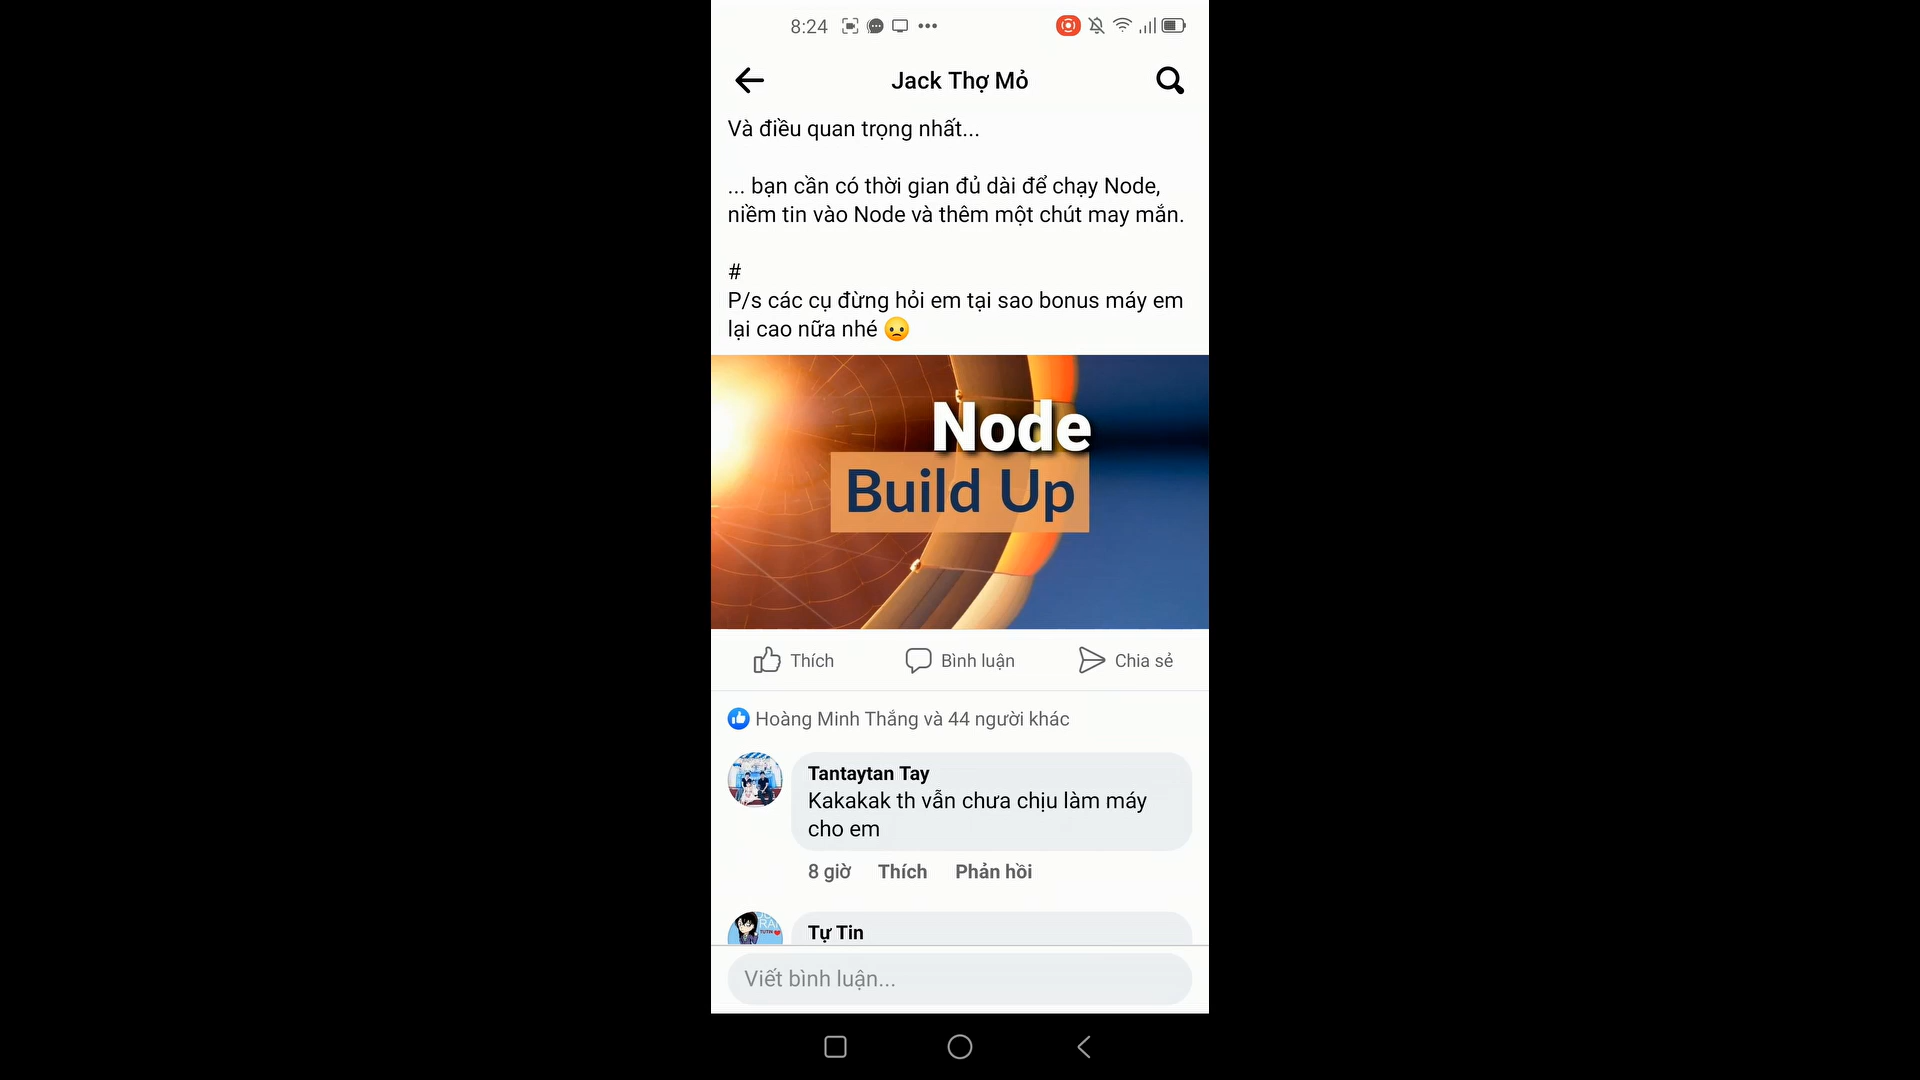 8:24
Jack Thợ Mỏ
Và điều quan trọng nhất...
... bạn cần có thời gian đủ dài để chạy Node,
niềm tin vào Node và thêm một chút may mắn.
#
P/s các cụ đừng hỏi em tại sao bonus máy em
lại cao nữa nhé
Node
Build Up
Thích
Bình luận
Chia sẻ
Hoàng Minh Thắng và 44 người khác
Tantaytan Tay
Kakakak th vẫn chưa chịu làm máy
cho em
8 giờ Thích Phản hồi
Tự Tin
Viết bình luận...